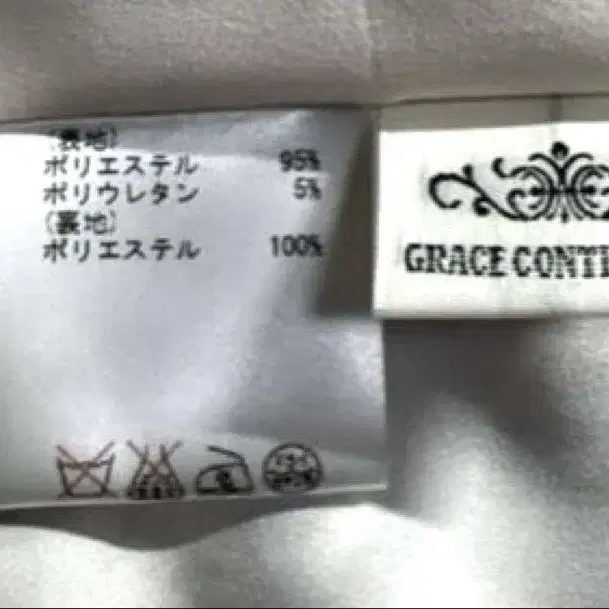 (表地)
ポリエステル 95%
ポリウレタン 5%
(裏地)
ポリエステル 100%
GRACE CONTI